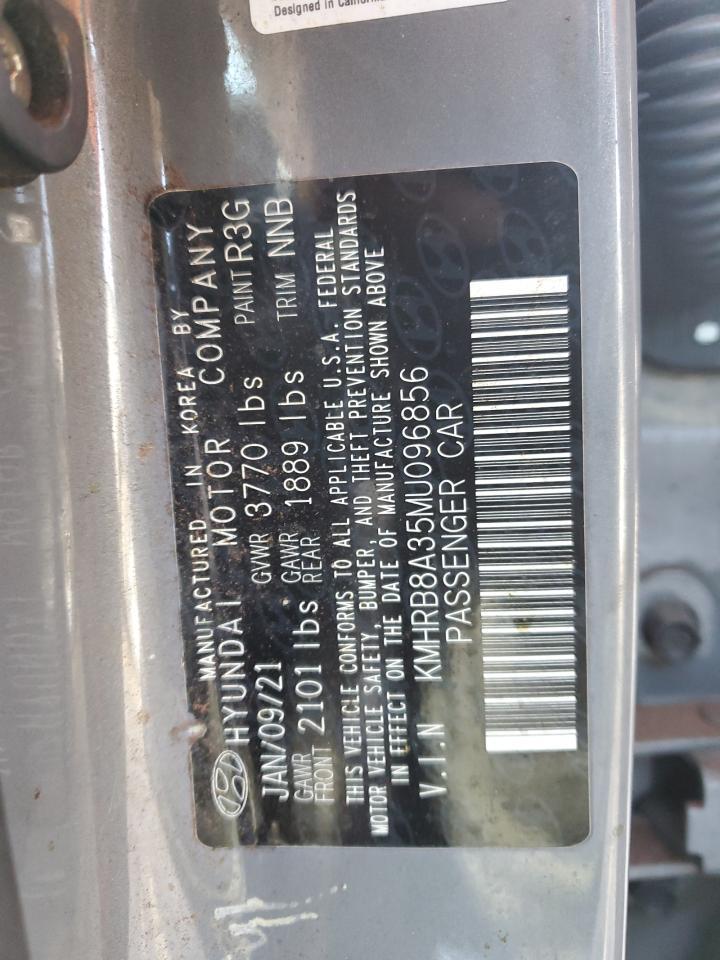 Designed in California
MANUFACTURED IN KOREA BY
HYUNDAI MOTOR COMPANY
JAN/09/21 GVWR 3770 lbs PAINT R3G
GAWR FRONT 2101 lbs GAWR REAR 1889 lbs TRIM NNB
THIS VEHICLE CONFORMS TO ALL APPLICABLE U.S.A. FEDERAL
MOTOR VEHICLE SAFETY, BUMPER, AND THEFT PREVENTION STANDARDS
IN EFFECT ON THE DATE OF MANUFACTURE SHOWN ABOVE
V.I.N KMHRB8A35MU096856
PASSENGER CAR